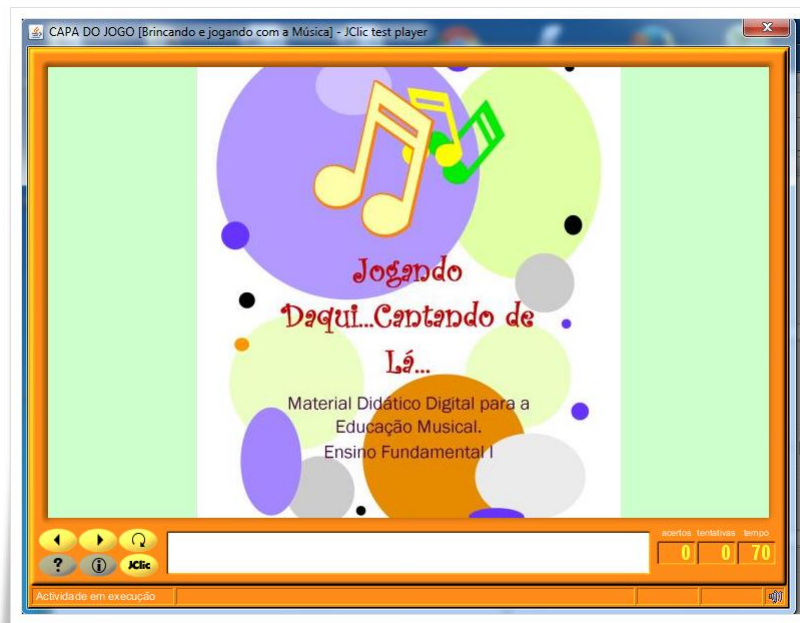 CAPA DO JOGO [Brincando e jogando com a Música] - JClic test player
Jogando
Daqui...Cantando de
Lá...
Material Didático Digital para a
Educação Musical.
Ensino Fundamental I
acertos tentativas tempo
0 0 70
? i JClic
Actividade em execução